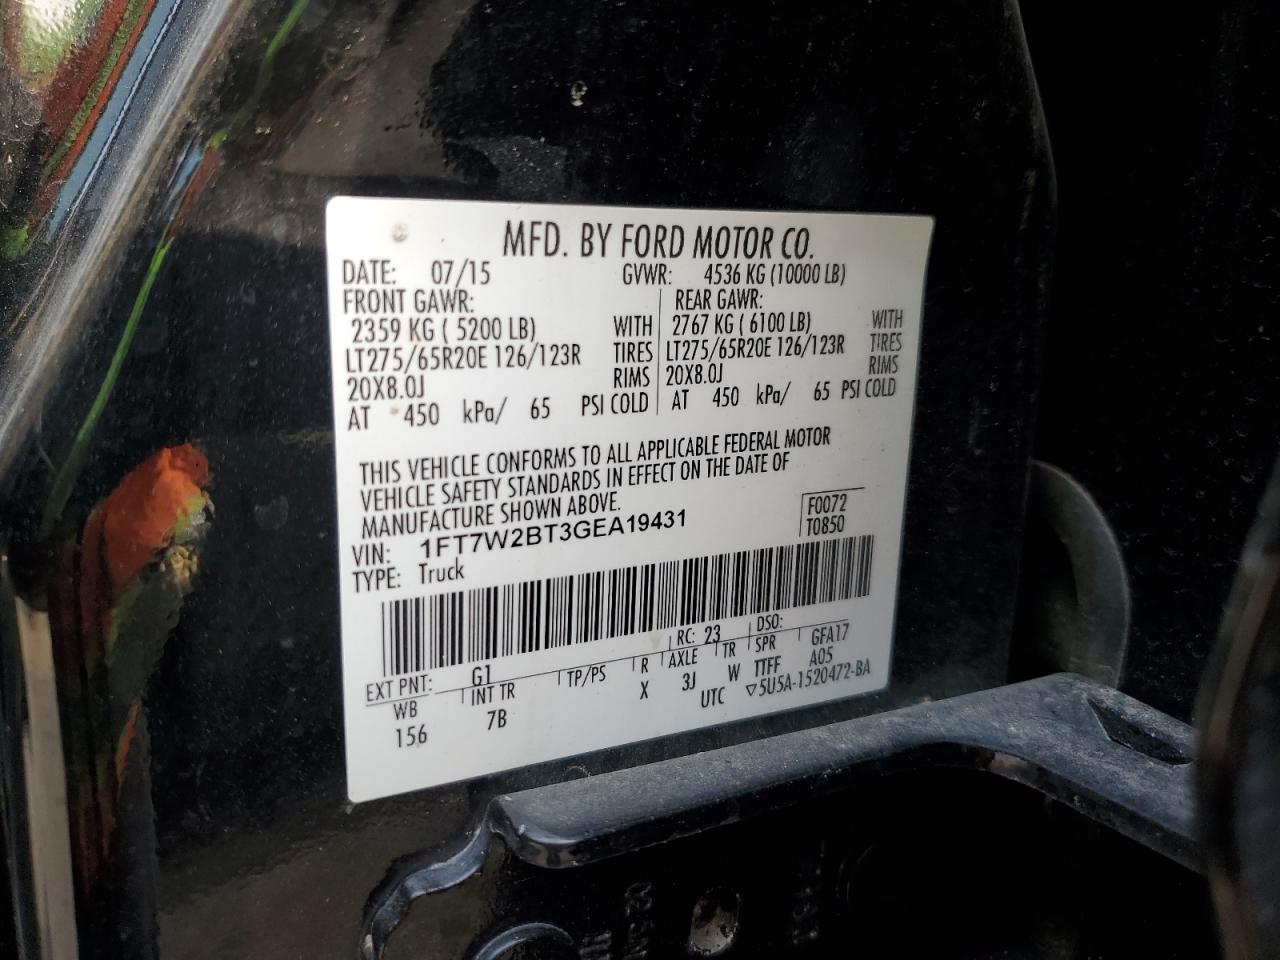 MFD. BY FORD MOTOR CO.
DATE: 07/15 GVWR: 4536 KG (10000 LB)
FRONT GAWR: REAR GAWR:
2359 KG ( 5200 LB) WITH 2767 KG ( 6100 LB) WITH
LT275/65R20E 126/123R TIRES LT275/65R20E 126/123R TIRES
20X8.0J RIMS 20X8.0J RIMS
AT 450 kPa/ 65 PSI COLD AT 450 kPa/ 65 PSI COLD
THIS VEHICLE CONFORMS TO ALL APPLICABLE FEDERAL MOTOR
VEHICLE SAFETY STANDARDS IN EFFECT ON THE DATE OF
MANUFACTURE SHOWN ABOVE.
VIN: 1FT7W2BT3GEA19431
F0072
T0850
TYPE: Truck
EXT PNT: G1 RC: 23 DSO:
WB INT TR TP/PS R AXLE TR SPR GFA17
156 7B X 3J W TTFF A05
UTC ▽5U5A-1520472-BA